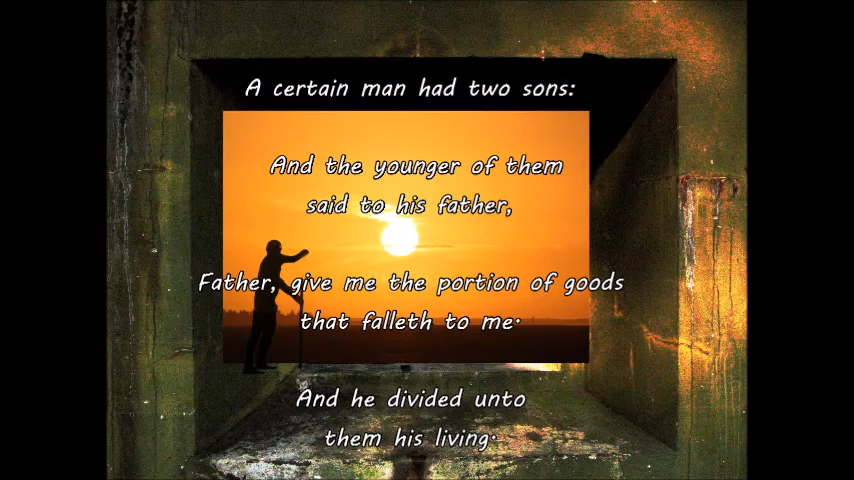 A certain man had two sons:
And the younger of them
said to his father,
Father, give me the portion of goods
that falleth to me.
And he divided unto
them his living.